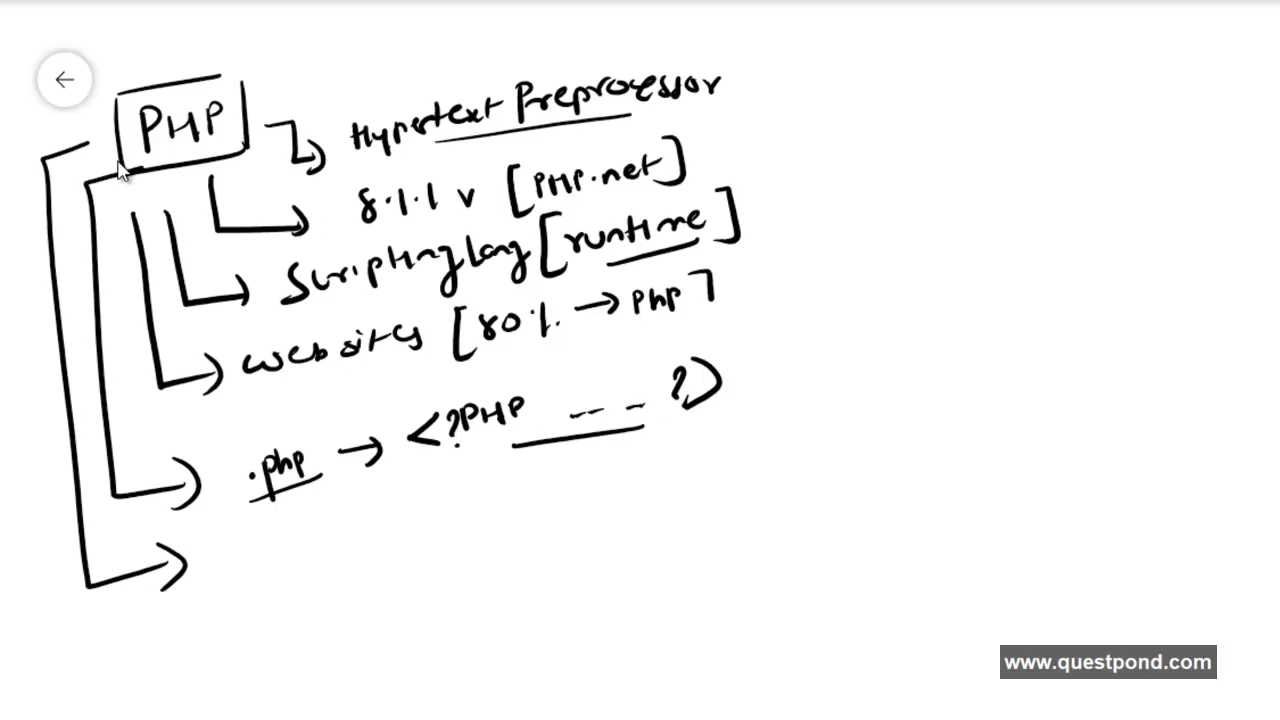 PHP
Hypertext Preprocessor
8.1.1 v [PHP.net]
Scripting Lang [runtime]
websites [80% → php]
.php → <?PHP --- ?>
www.questpond.com